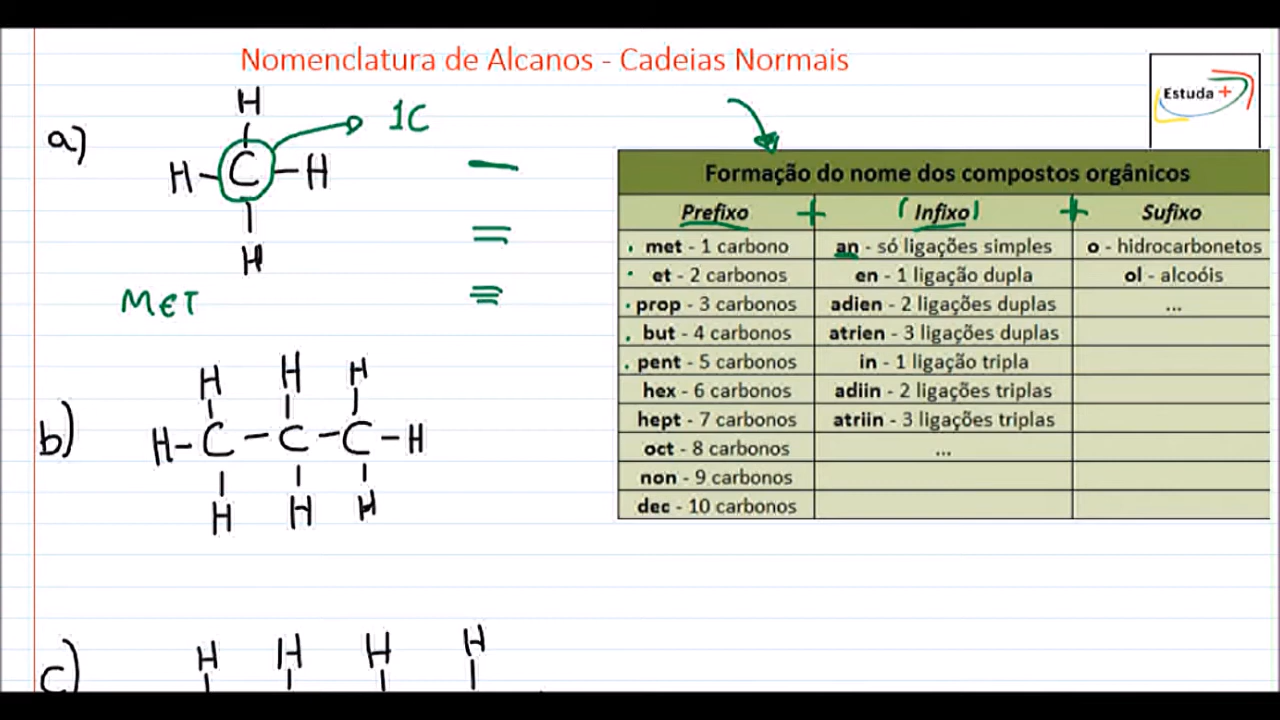 Nomenclatura de Alcanos - Cadeias Normais
Estuda +
a)
H
H-C-H
H
1C
MET
—
=
≡
Formação do nome dos compostos orgânicos
Prefixo + (Infixo) + Sufixo
met - 1 carbono an - só ligações simples o - hidrocarbonetos
et - 2 carbonos en - 1 ligação dupla ol - alcoóis
prop - 3 carbonos adien - 2 ligações duplas ...
but - 4 carbonos atrien - 3 ligações duplas
pent - 5 carbonos in - 1 ligação tripla
hex - 6 carbonos adiin - 2 ligações triplas
hept - 7 carbonos atriin - 3 ligações triplas
oct - 8 carbonos ...
non - 9 carbonos
dec - 10 carbonos
b)
H H H
H-C-C-C-H
H H H
c)
H H H H